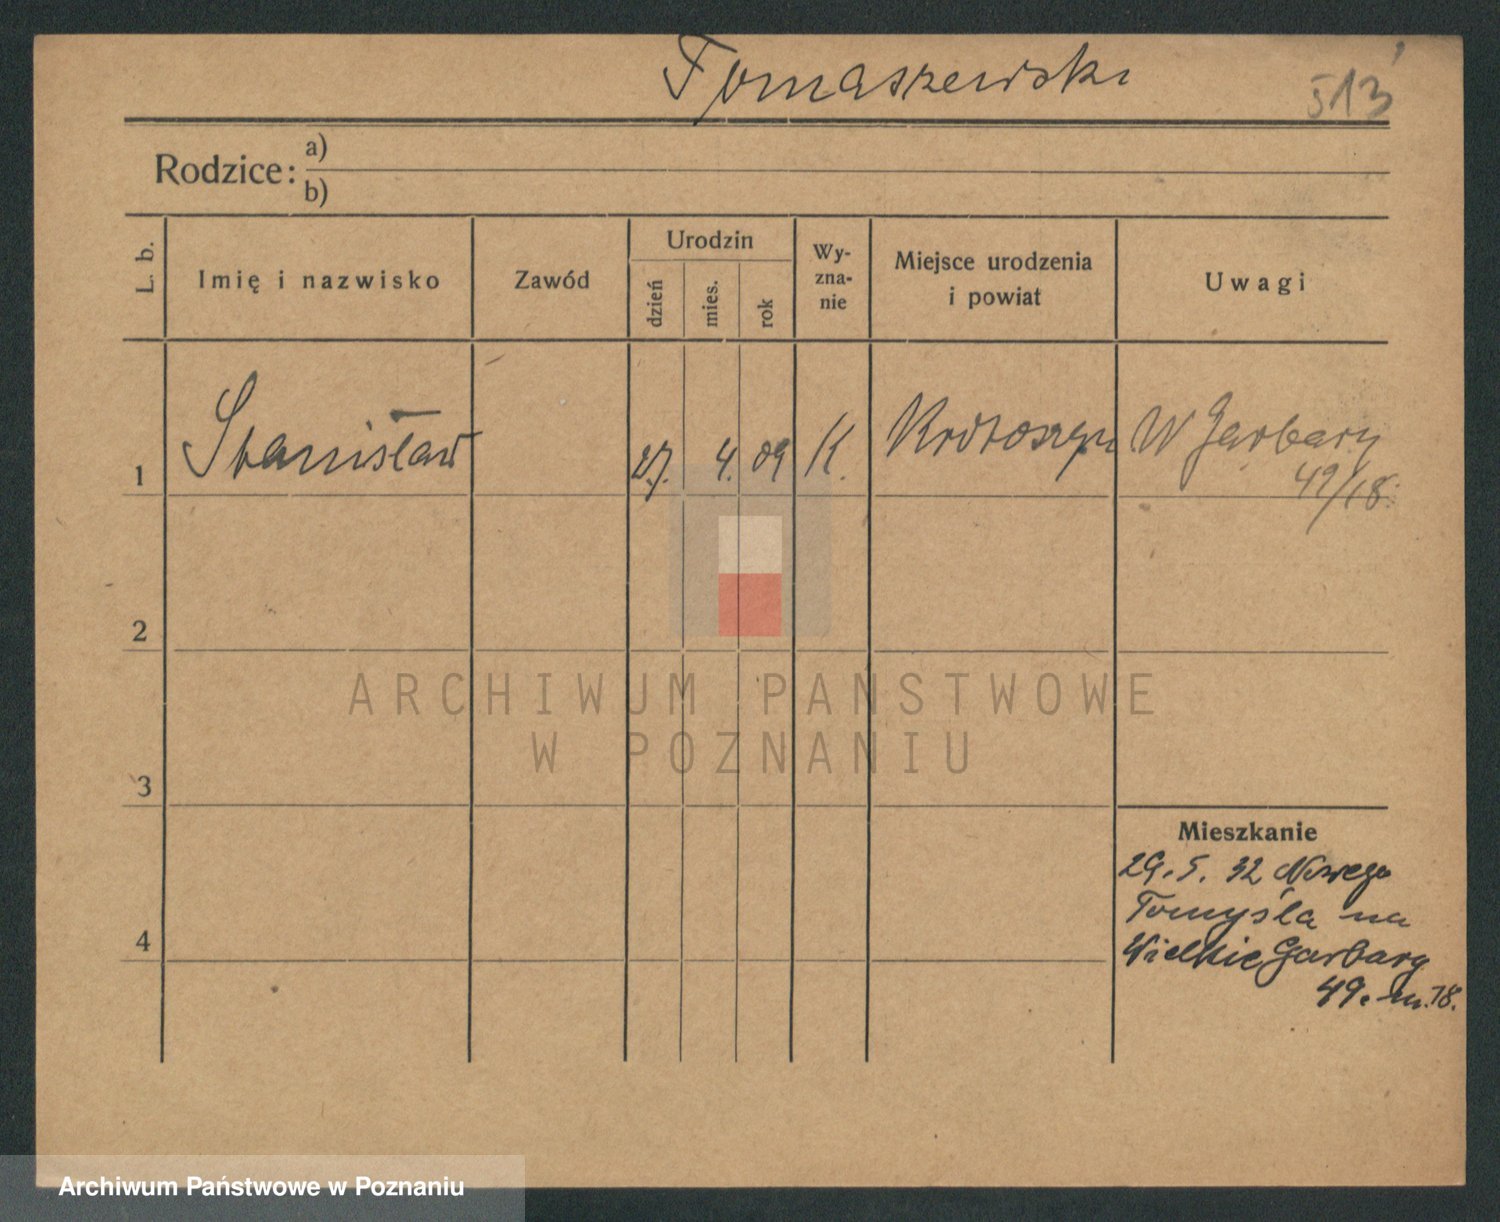 Tomaszewski
513
Rodzice: a)
b)
L. b.
Imię i nazwisko
Zawód
Urodzin
dzień
mies.
rok
Wy-
zna-
nie
Miejsce urodzenia
i powiat
Uwagi
1 Stanisław 27. 4. 09 K. Krotoszyn W Garbary
49/18.
2
3
4
Mieszkanie
29. 5. 32 Nowego
Tomyśla na
Wielkie Garbary
49. m. 18.
ARCHIWUM PAŃSTWOWE
W POZNANIU
Archiwum Państwowe w Poznaniu